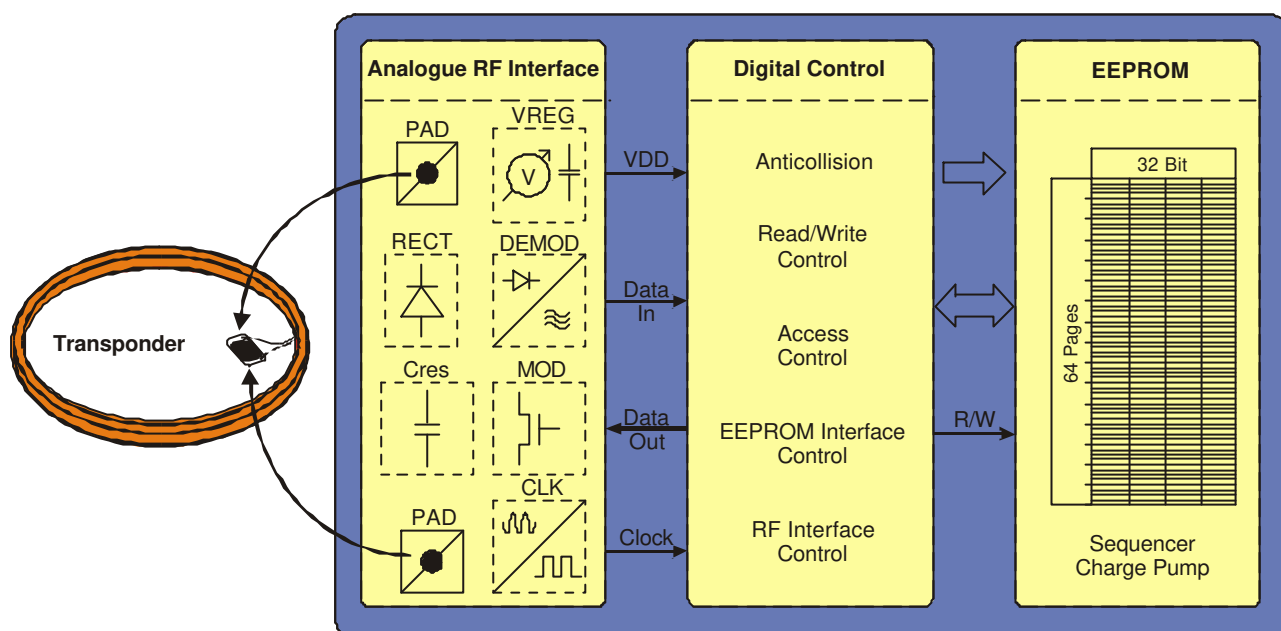 Transponder
Analogue RF Interface
PAD
VREG
V
RECT
DEMOD
Cres
MOD
PAD
CLK
VDD
Data
In
Data
Out
Clock
Digital Control
Anticollision
Read/Write
Control
Access
Control
EEPROM Interface
Control
RF Interface
Control
R/W
EEPROM
32 Bit
64 Pages
Sequencer
Charge Pump